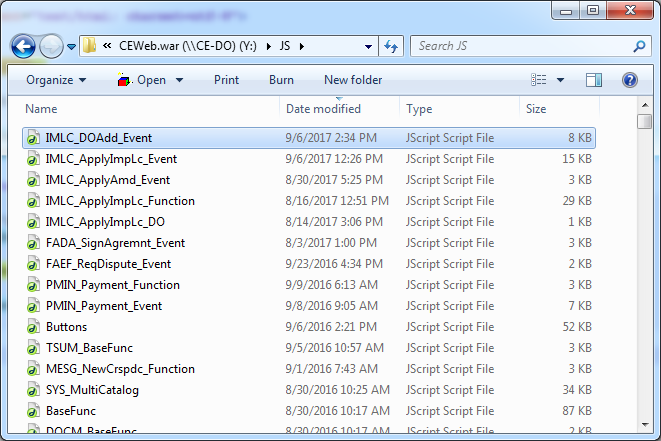 CEWeb.war (\\CE-DO) (Y:) JS Search JS
Organize Open Print Burn New folder
Name Date modified Type Size
IMLC_DOAdd_Event 9/6/2017 2:34 PM JScript Script File 8 KB
IMLC_ApplyImpLc_Event 9/6/2017 12:26 PM JScript Script File 15 KB
IMLC_ApplyAmd_Event 8/30/2017 5:25 PM JScript Script File 3 KB
IMLC_ApplyImpLc_Function 8/16/2017 12:51 PM JScript Script File 29 KB
IMLC_ApplyImpLc_DO 8/14/2017 3:06 PM JScript Script File 1 KB
FADA_SignAgremnt_Event 8/3/2017 1:00 PM JScript Script File 3 KB
FAEF_ReqDispute_Event 9/23/2016 4:34 PM JScript Script File 2 KB
PMIN_Payment_Function 9/9/2016 6:13 AM JScript Script File 3 KB
PMIN_Payment_Event 9/8/2016 9:05 AM JScript Script File 7 KB
Buttons 9/6/2016 2:21 PM JScript Script File 52 KB
TSUM_BaseFunc 9/5/2016 10:57 AM JScript Script File 3 KB
MESG_NewCrspdc_Function 9/1/2016 7:43 AM JScript Script File 3 KB
SYS_MultiCatalog 8/30/2016 10:25 AM JScript Script File 34 KB
BaseFunc 8/30/2016 10:17 AM JScript Script File 87 KB
DOCM_BaseFunc 8/30/2016 10:17 AM JScript Script File 2 KB